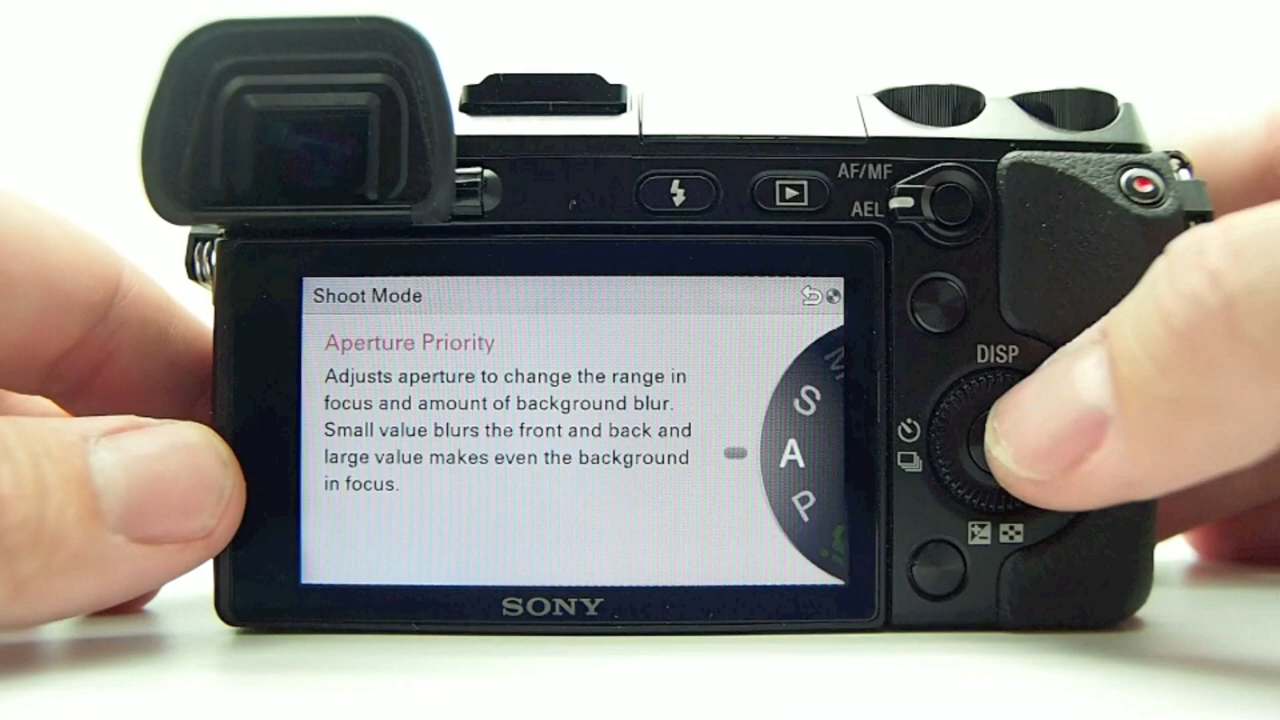 AF/MF
AEL
Shoot Mode
DISP
Aperture Priority
Adjusts aperture to change the range in
focus and amount of background blur.
Small value blurs the front and back and
large value makes even the background
in focus.
M
S
A
P
SONY